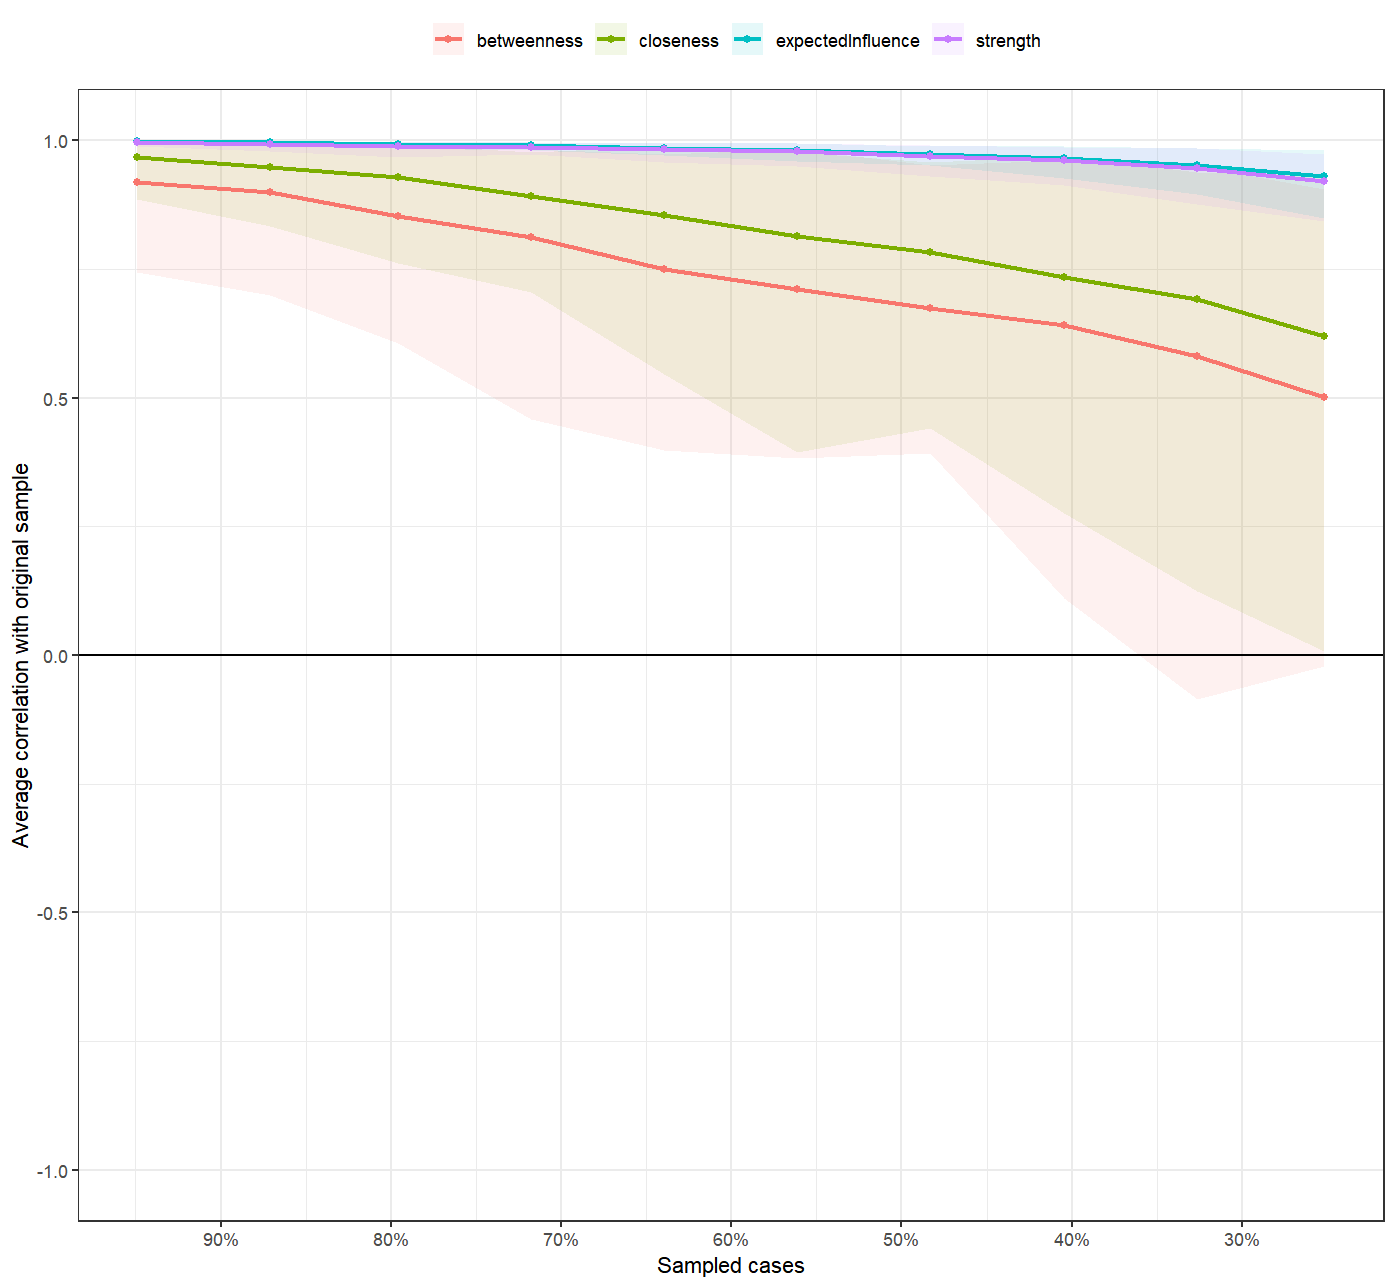 betweenness closeness expectedInfluence strength
1.0
0.5
0.0
-0.5
-1.0
Average correlation with original sample
90% 80% 70% 60% 50% 40% 30%
Sampled cases